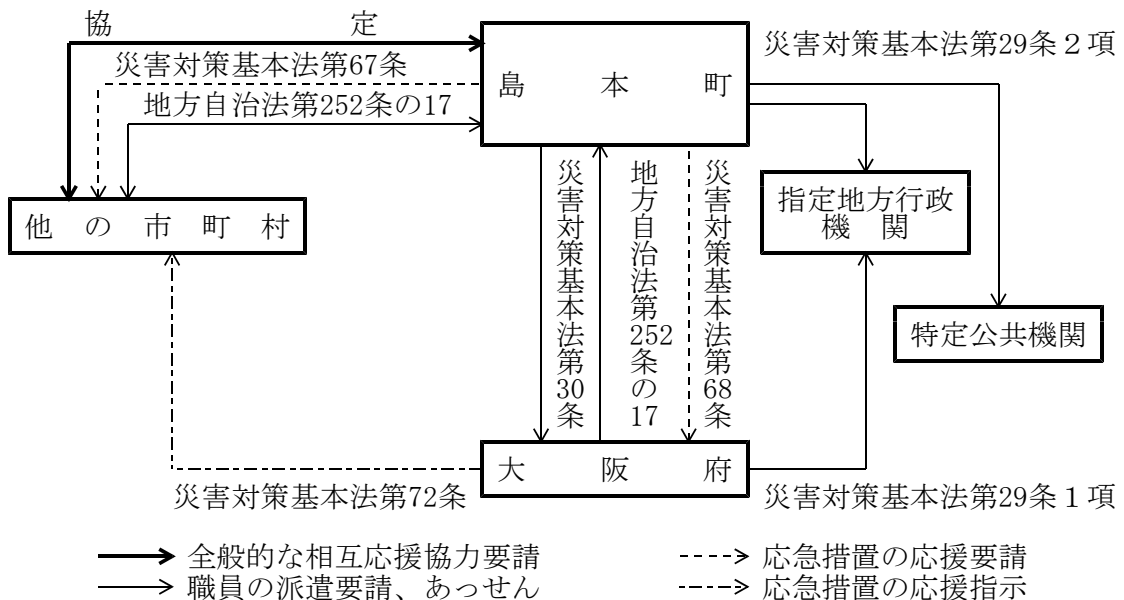 協定
災害対策基本法第29条２項
災害対策基本法第67条
島本町
地方自治法第252条の17
災害対策基本法第30条
地方自治法第252条の17
災害対策基本法第68条
指定地方行政
機関
他の市町村
特定公共機関
大阪府
災害対策基本法第72条
災害対策基本法第29条１項
全般的な相互応援協力要請
応急措置の応援要請
職員の派遣要請、あっせん
応急措置の応援指示